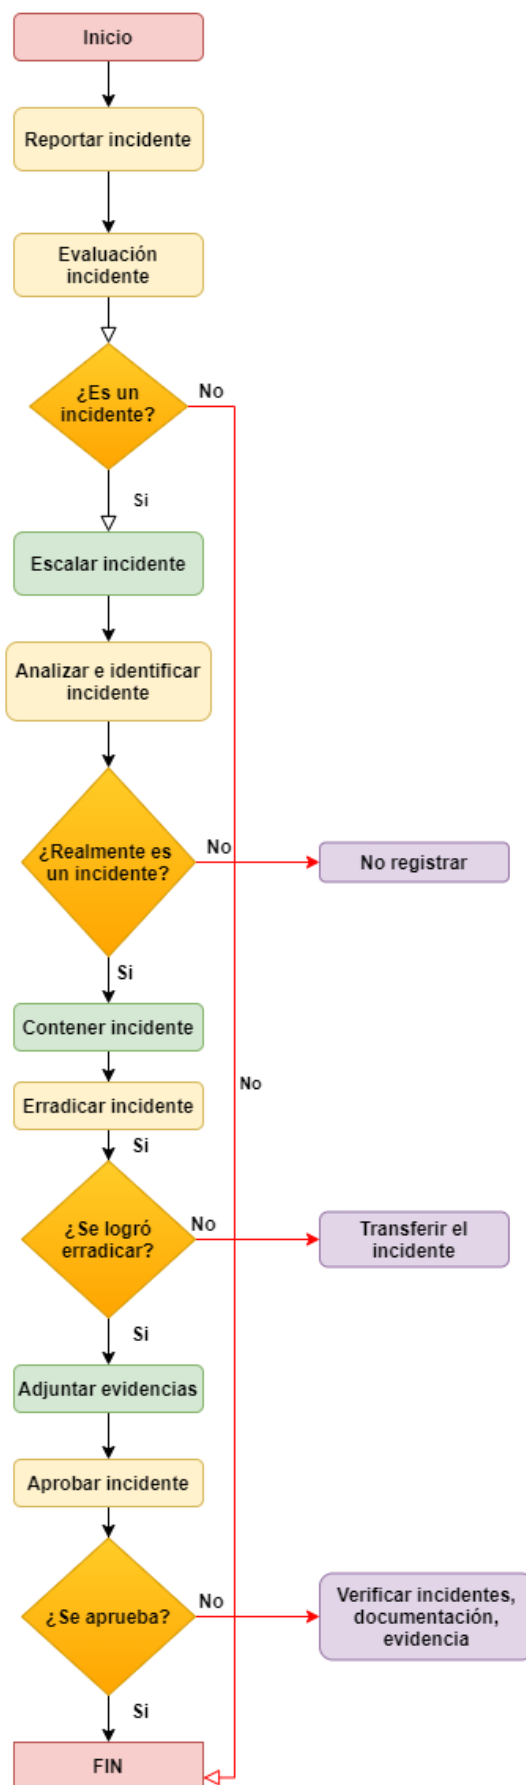 Inicio
Reportar incidente
Evaluación
incidente
¿Es un
incidente?
No
Si
Escalar incidente
Analizar e identificar
incidente
¿Realmente es
un incidente?
No
No registrar
Si
Contener incidente
No
Erradicar incidente
Si
¿Se logró
erradicar?
No
Transferir el
incidente
Si
Adjuntar evidencias
Aprobar incidente
¿Se aprueba?
No
Verificar incidentes,
documentación,
evidencia
Si
FIN